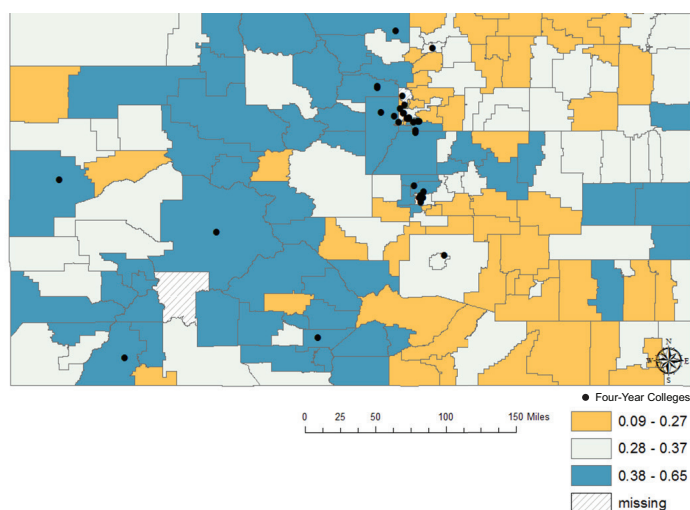 N
W E
S
Four-Year Colleges
0 25 50 100 150 Miles
0.09 - 0.27
0.28 - 0.37
0.38 - 0.65
missing